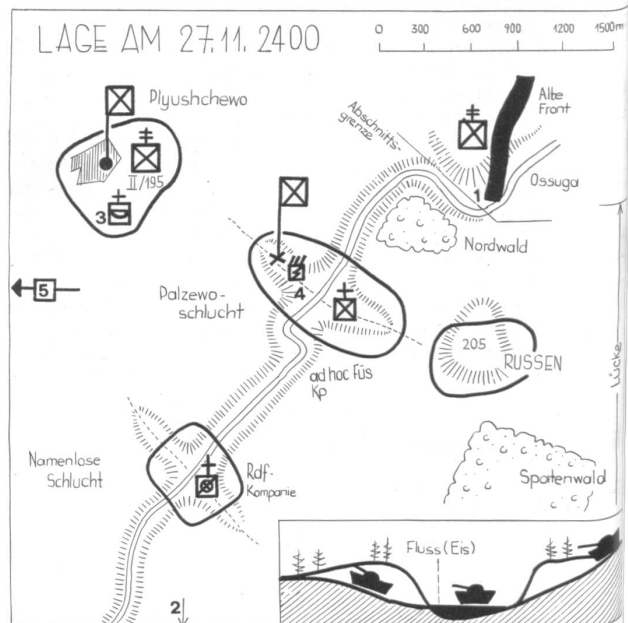 LAGE AM 27.11. 2400
0 300 600 900 1200 1500m
Plyushchewo
II/195
3
Abschnitts-
grenze
Alte
Front
1
Ossuga
Nordwald
5
4
Palzewo-
schlucht
ad hoc Füs
Kp
205
RUSSEN
Lücke
Namenlose
Schlucht
Rdf-
Kompanie
Spatenwald
2
Fluss (Eis)